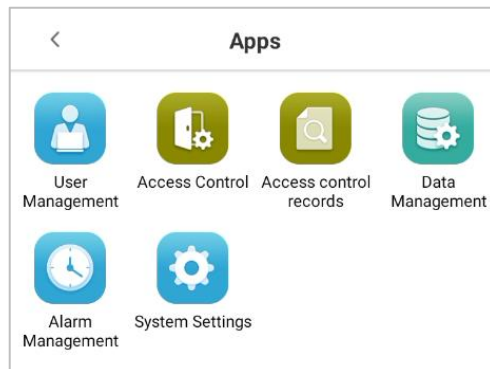 Apps
User
Management
Access Control
Access control
records
Data
Management
Alarm
Management
System Settings